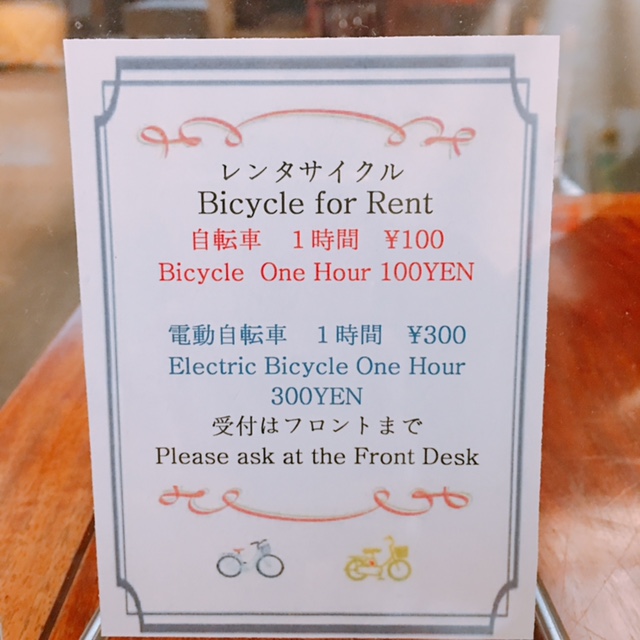 レンタサイクル
Bicycle for Rent
自転車　１時間　¥100
Bicycle  One Hour 100YEN
電動自転車　１時間　¥300
Electric Bicycle One Hour
300YEN
受付はフロントまで
Please ask at the Front Desk